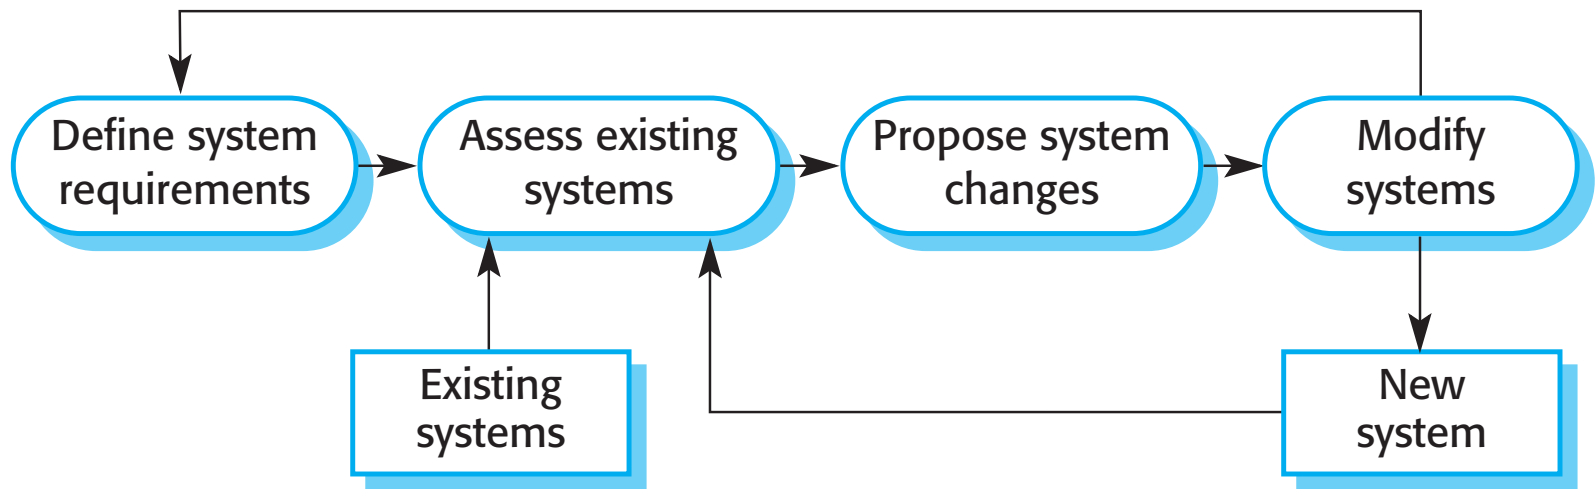 Define system
requirements
Assess existing
systems
Propose system
changes
Modify
systems
Existing
systems
New
system